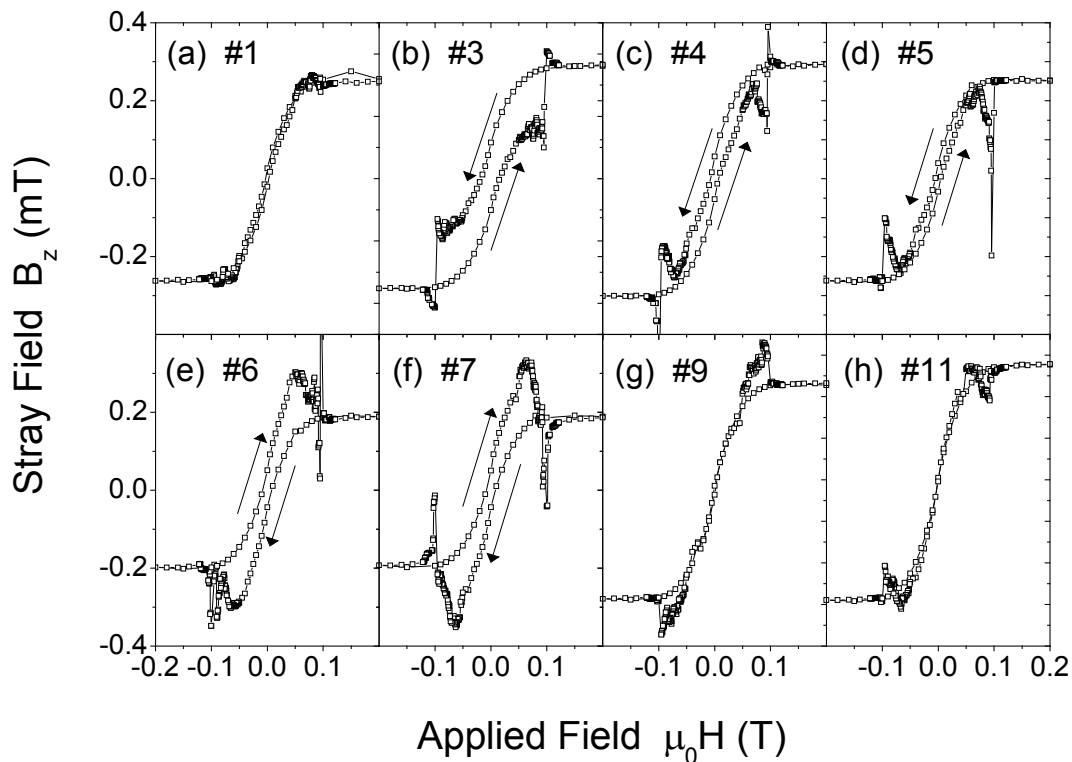 0.4
(a) #1
(b) #3
(c) #4
(d) #5
0.2
0.0
-0.2
Stray Field B_z (mT)
(e) #6
(f) #7
(g) #9
(h) #11
0.2
0.0
-0.2
-0.4
-0.2 -0.1 0.0 0.1 -0.1 0.0 0.1 -0.1 0.0 0.1 -0.1 0.0 0.1 0.2
Applied Field μ₀H (T)